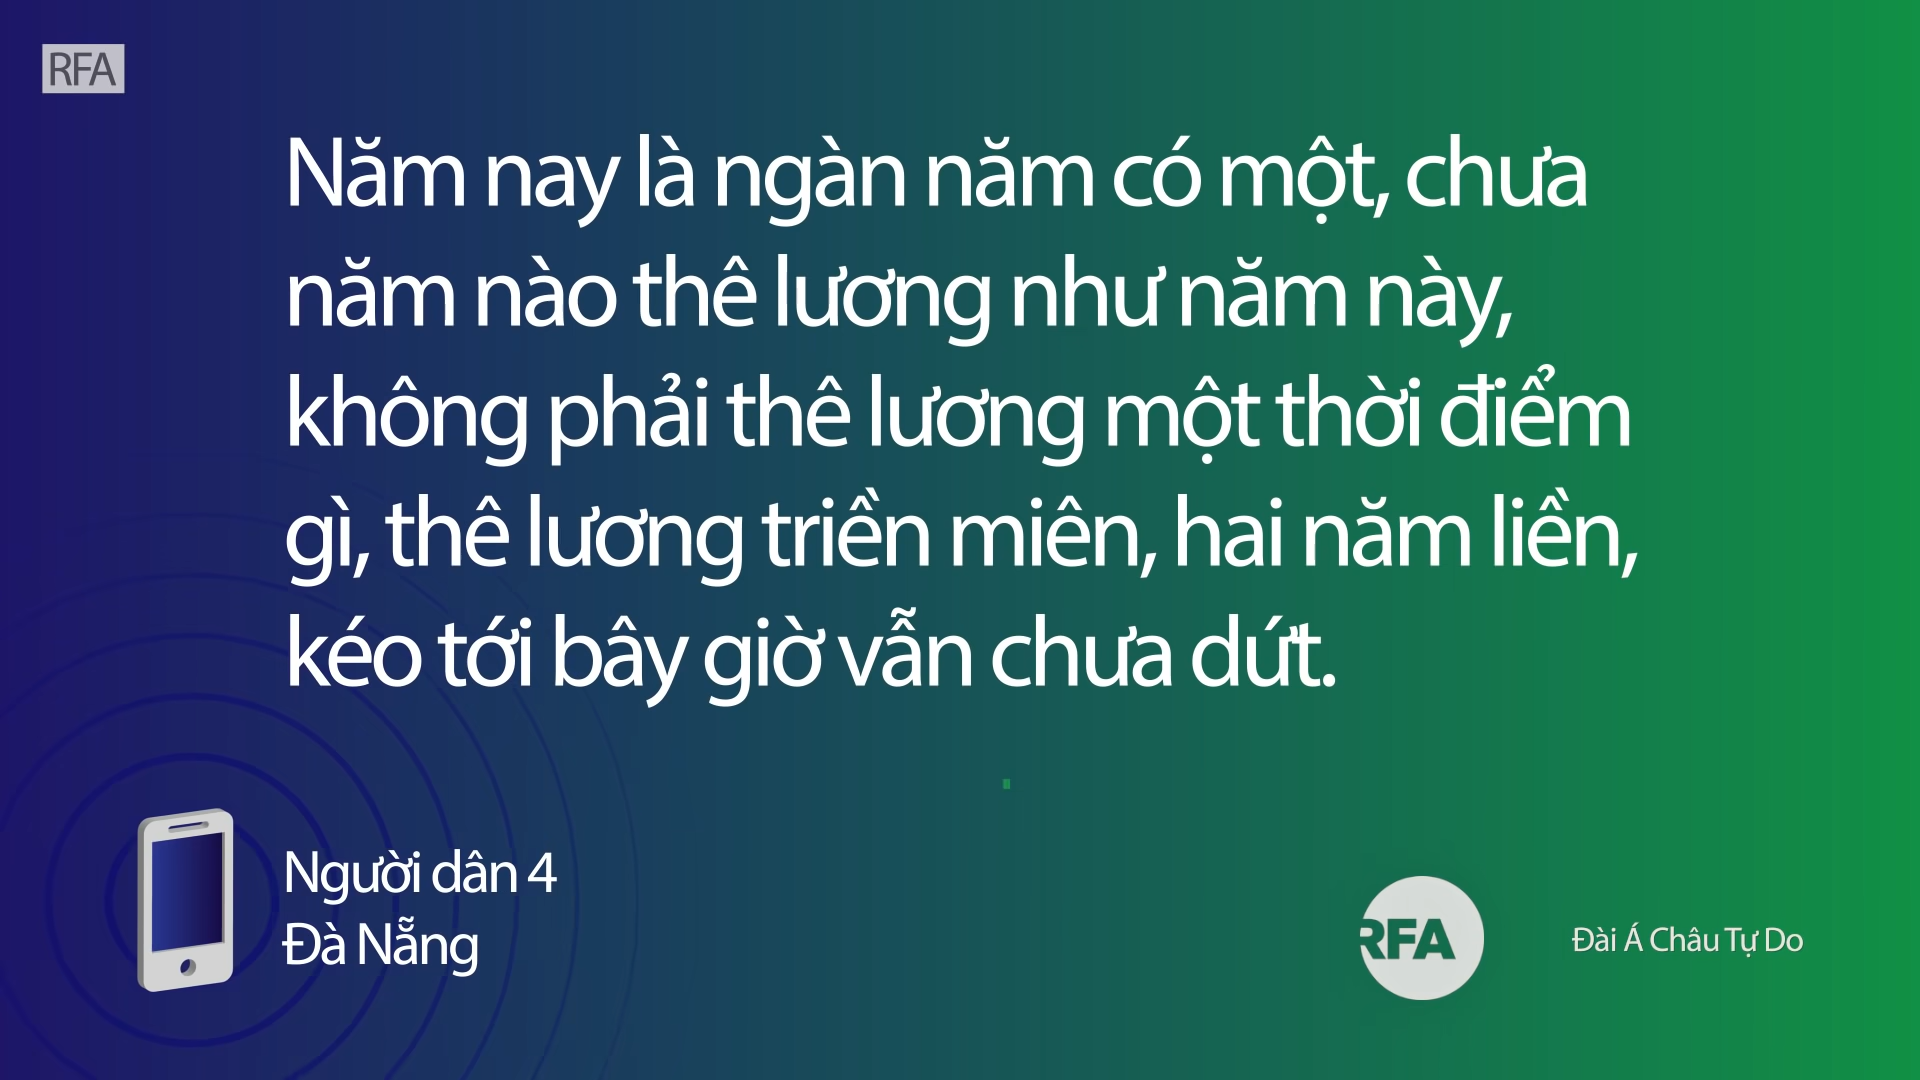 RFA
Năm nay là ngàn năm có một, chưa
năm nào thê lương như năm này,
không phải thê lương một thời điểm
gì, thê lương triền miên, hai năm liền,
kéo tới bây giờ vẫn chưa dứt.
Người dân 4
Đà Nẵng
RFA
Đài Á Châu Tự Do